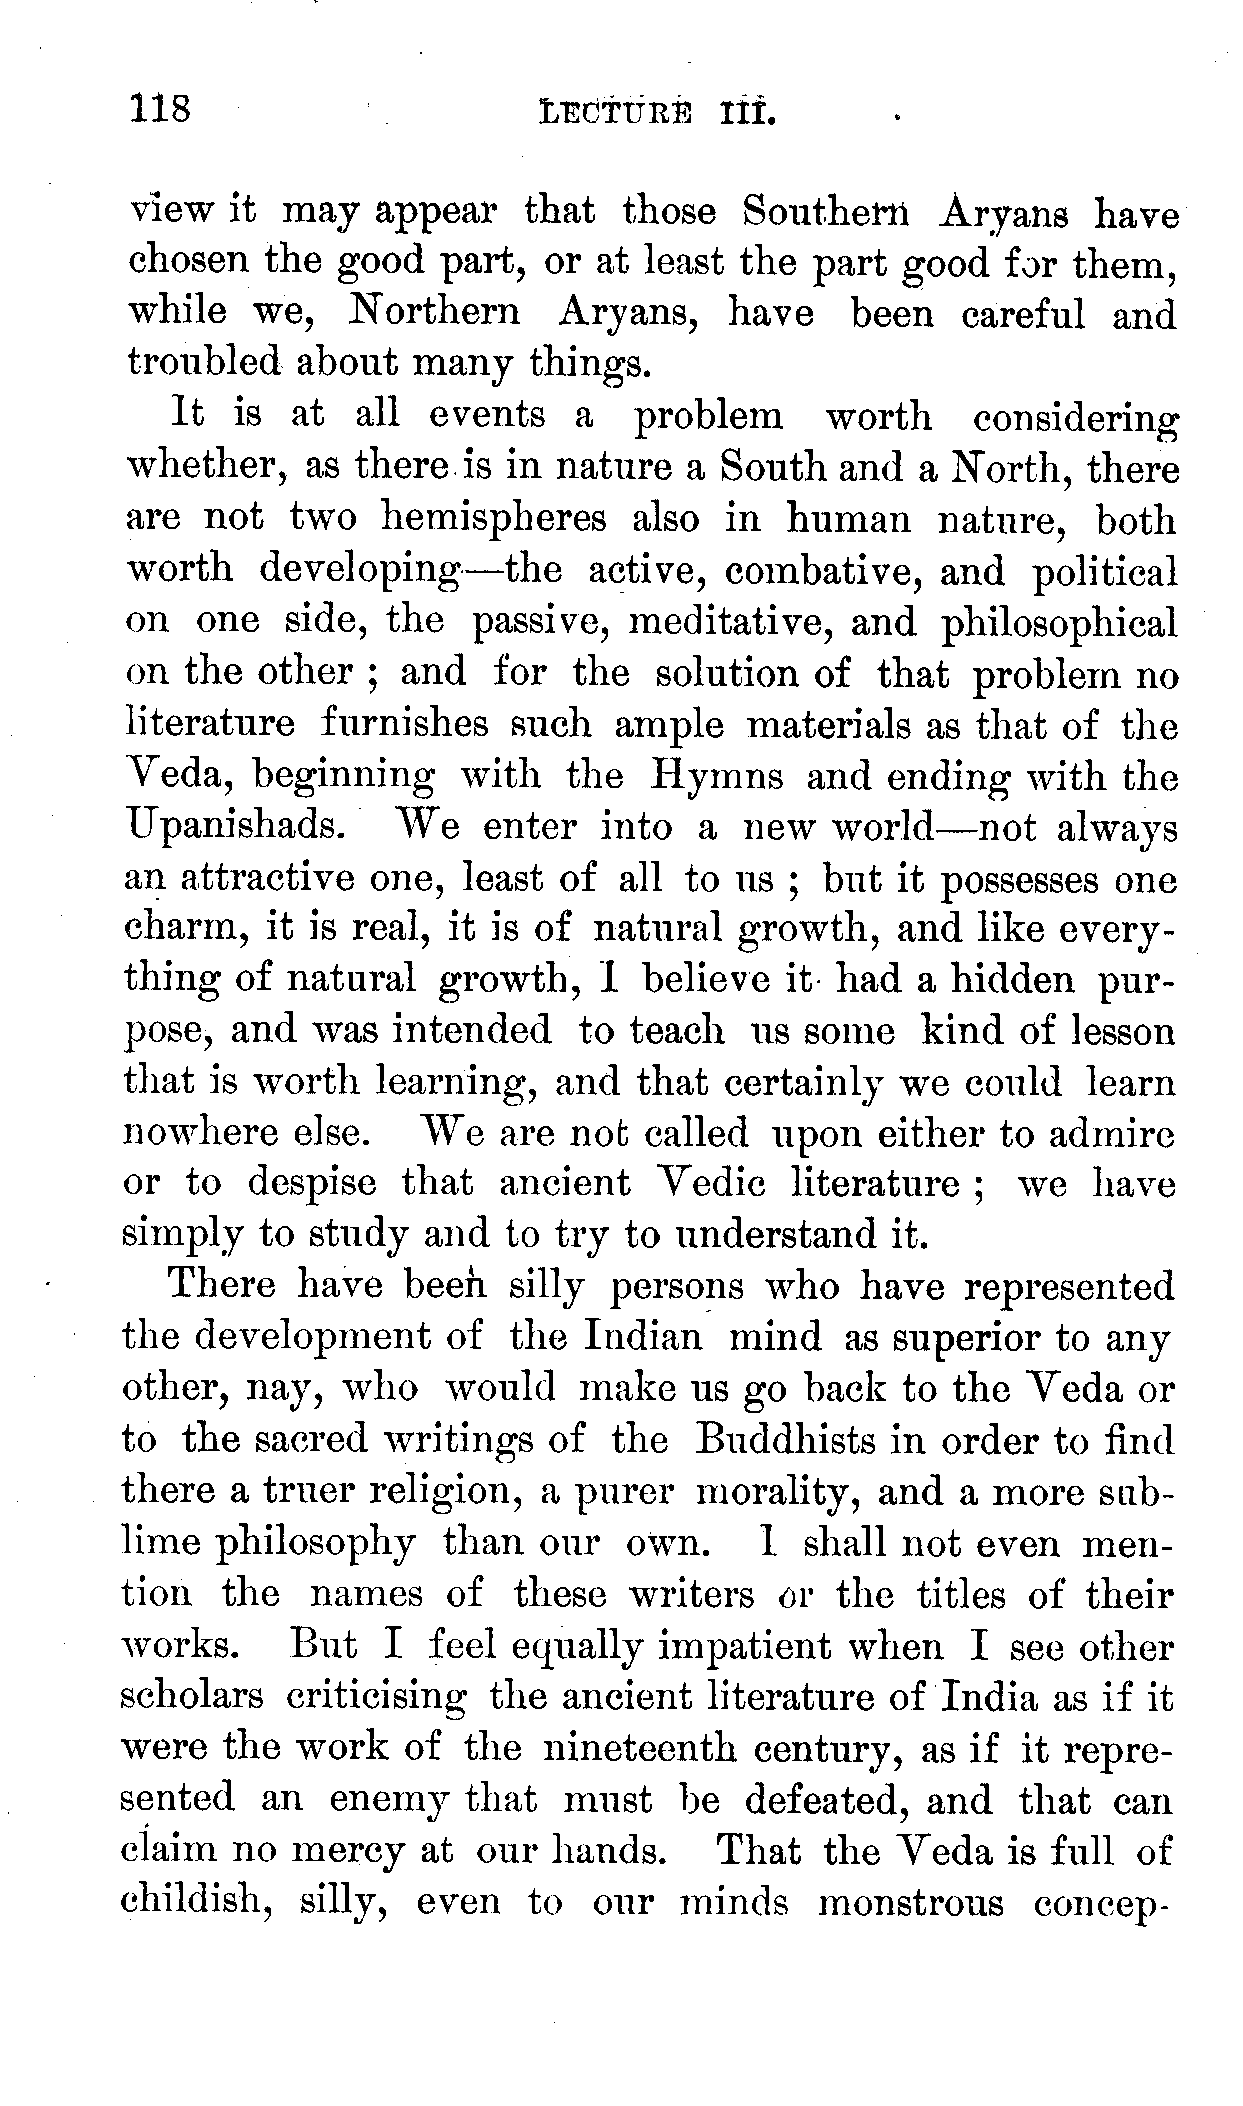 118 LECTURE III.
view it may appear that those Southern Aryans have
chosen the good part, or at least the part good for them,
while we, Northern Aryans, have been careful and
troubled about many things.
It is at all events a problem worth considering
whether, as there is in nature a South and a North, there
are not two hemispheres also in human nature, both
worth developing—the active, combative, and political
on one side, the passive, meditative, and philosophical
on the other ; and for the solution of that problem no
literature furnishes such ample materials as that of the
Veda, beginning with the Hymns and ending with the
Upanishads. We enter into a new world—not always
an attractive one, least of all to us ; but it possesses one
charm, it is real, it is of natural growth, and like every-
thing of natural growth, I believe it had a hidden pur-
pose, and was intended to teach us some kind of lesson
that is worth learning, and that certainly we could learn
nowhere else. We are not called upon either to admire
or to despise that ancient Vedic literature ; we have
simply to study and to try to understand it.
There have been silly persons who have represented
the development of the Indian mind as superior to any
other, nay, who would make us go back to the Veda or
to the sacred writings of the Buddhists in order to find
there a truer religion, a purer morality, and a more sub-
lime philosophy than our own. I shall not even men-
tion the names of these writers or the titles of their
works. But I feel equally impatient when I see other
scholars criticising the ancient literature of India as if it
were the work of the nineteenth century, as if it repre-
sented an enemy that must be defeated, and that can
claim no mercy at our hands. That the Veda is full of
childish, silly, even to our minds monstrous concep-